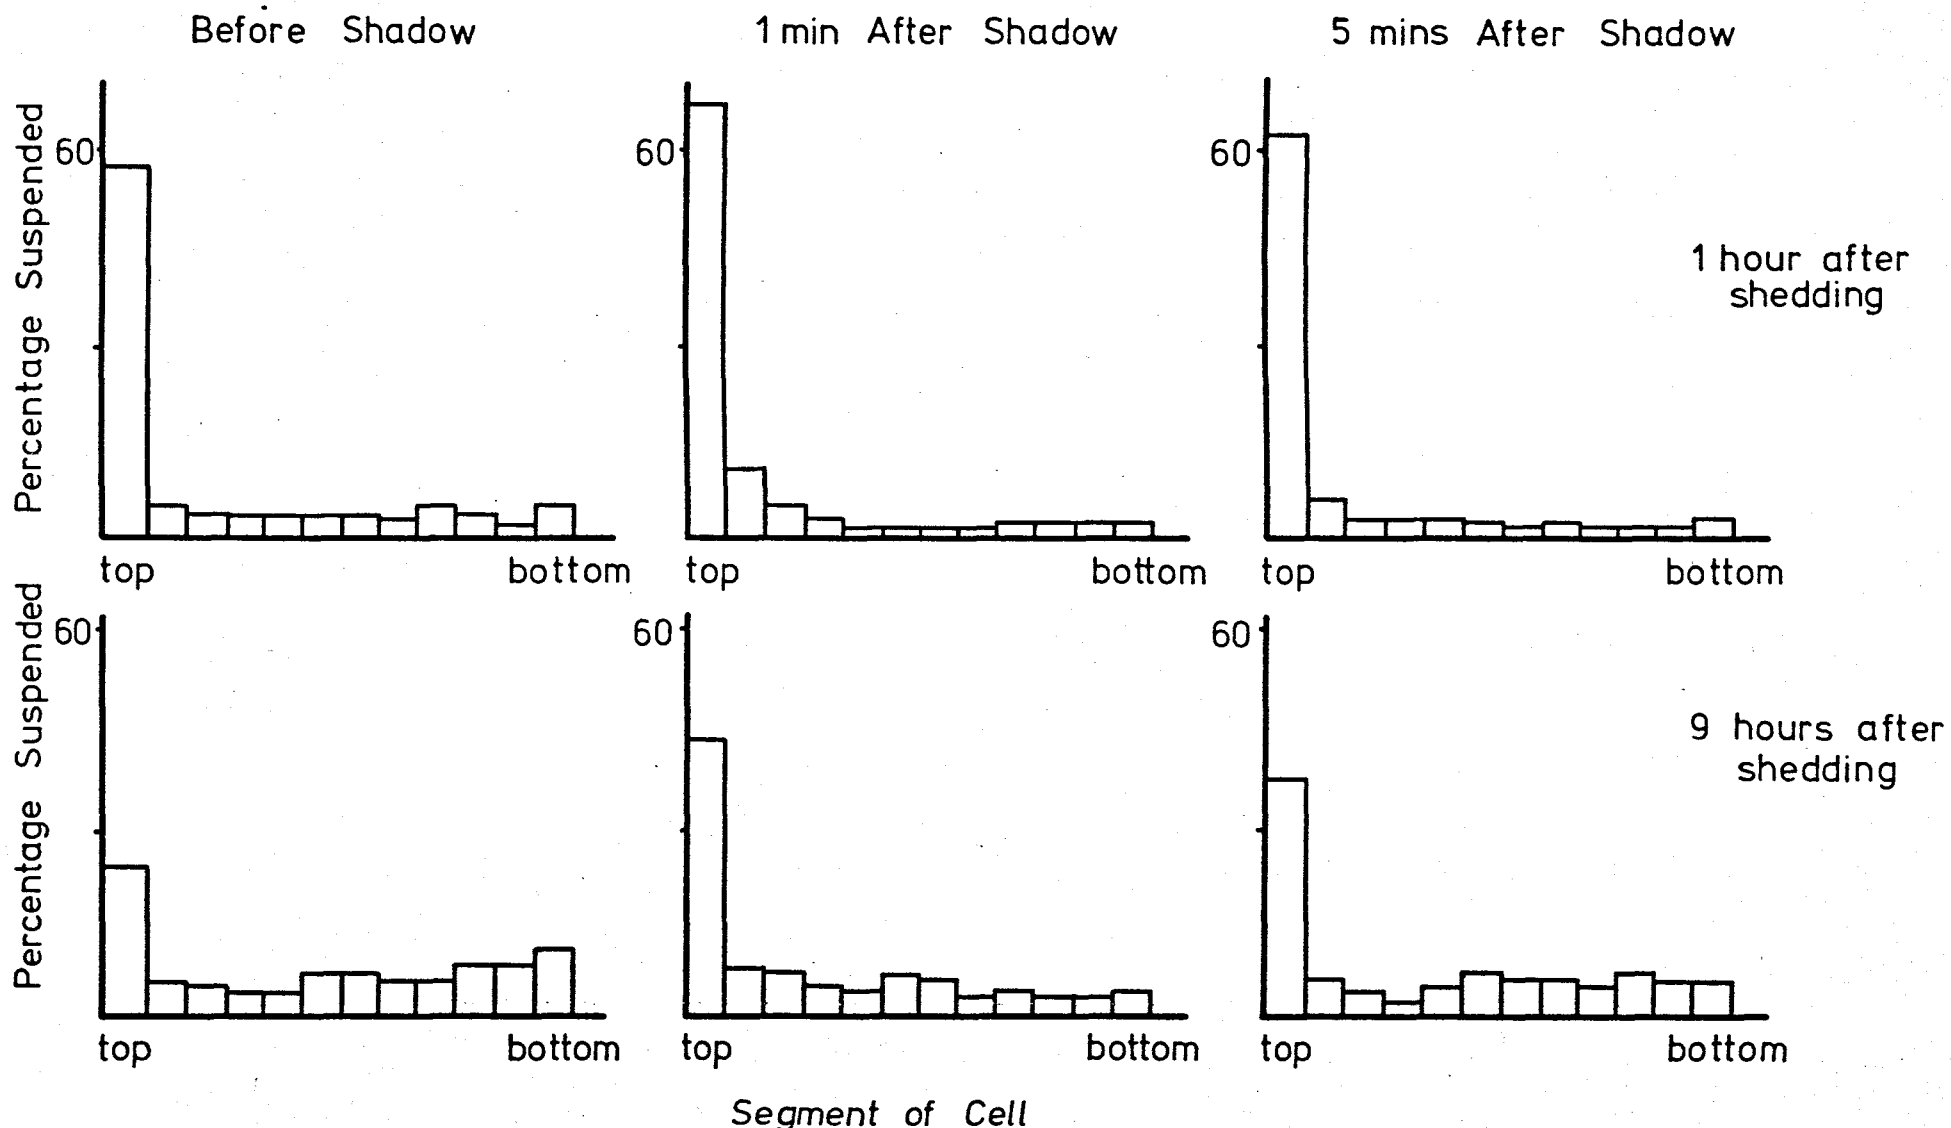 Before Shadow
1 min After Shadow
5 mins After Shadow
Percentage Suspended
60
60
60
1 hour after
shedding
top
bottom
top
bottom
top
bottom
Percentage Suspended
60
60
60
9 hours after
shedding
top
bottom
top
bottom
top
bottom
Segment of Cell